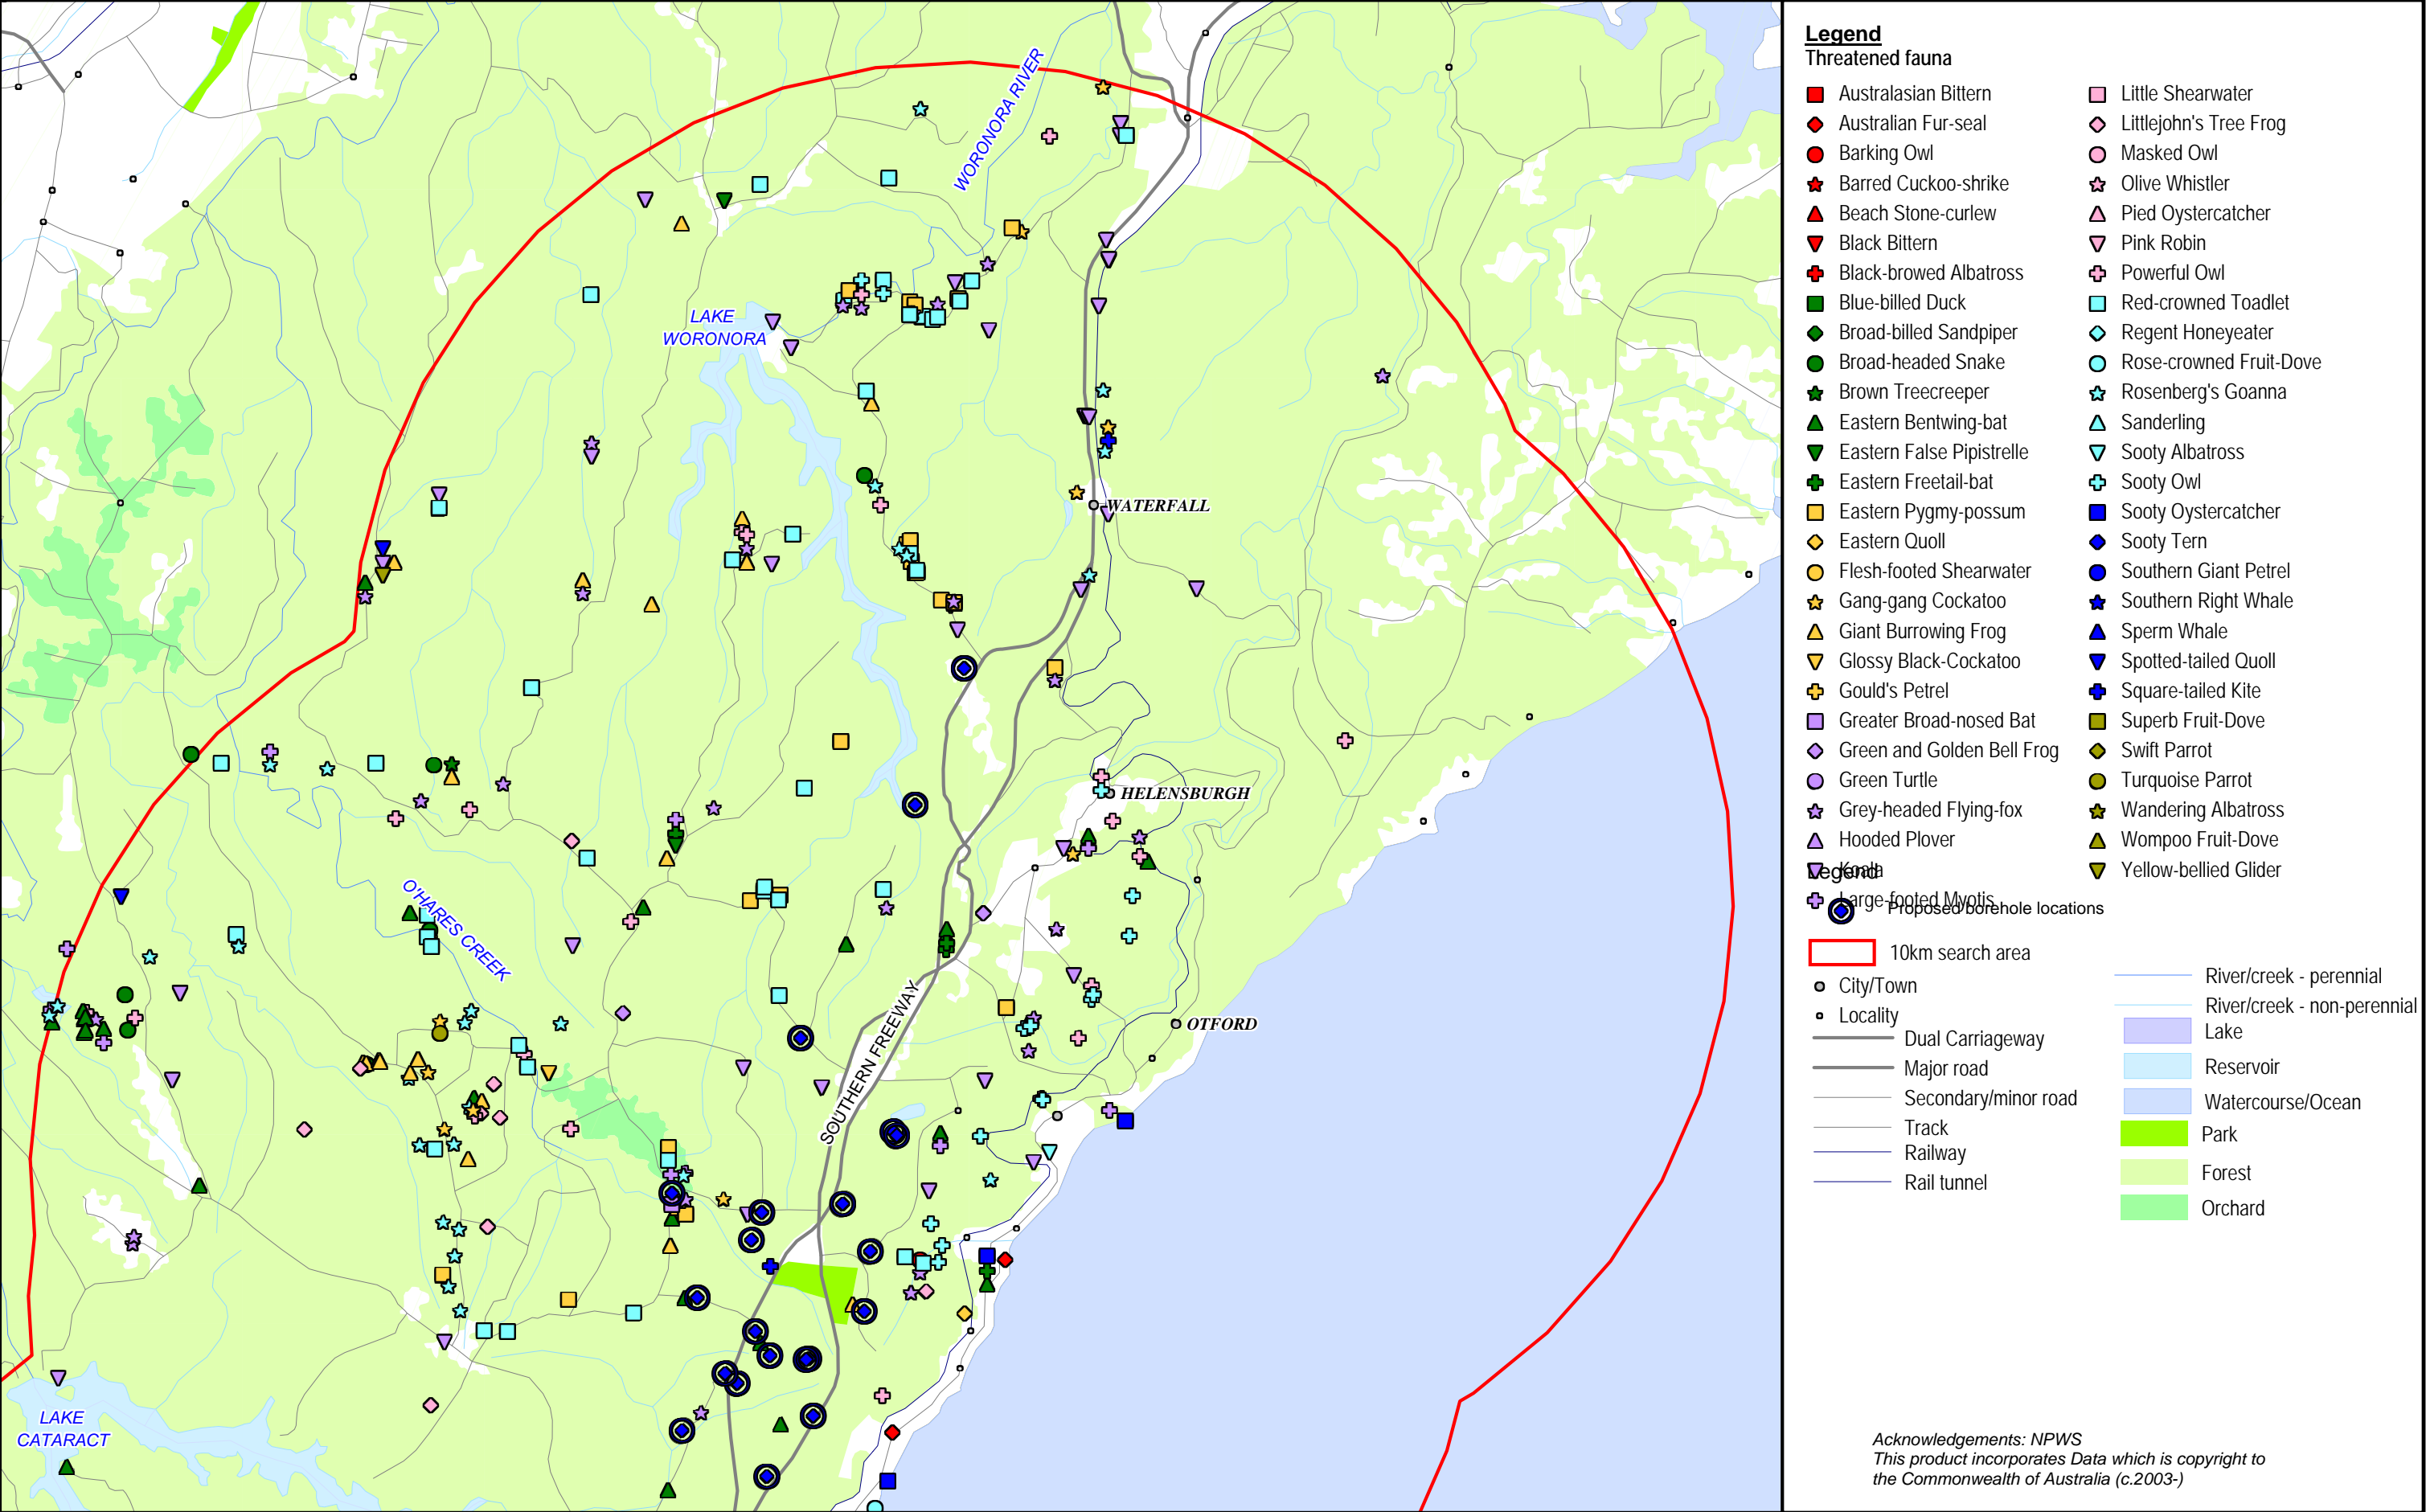 WORONORA RIVER
LAKE
WORONORA
WATERFALL
HELENSBURGH
O'HARES CREEK
SOUTHERN FREEWAY
OTFORD
LAKE
CATARACT
Legend
Threatened fauna
Australasian Bittern
Australian Fur-seal
Barking Owl
Barred Cuckoo-shrike
Beach Stone-curlew
Black Bittern
Black-browed Albatross
Blue-billed Duck
Broad-billed Sandpiper
Broad-headed Snake
Brown Treecreeper
Eastern Bentwing-bat
Eastern False Pipistrelle
Eastern Freetail-bat
Eastern Pygmy-possum
Eastern Quoll
Flesh-footed Shearwater
Gang-gang Cockatoo
Giant Burrowing Frog
Glossy Black-Cockatoo
Gould's Petrel
Greater Broad-nosed Bat
Green and Golden Bell Frog
Green Turtle
Grey-headed Flying-fox
Hooded Plover
Koala
Large-footed Myotis
Little Shearwater
Littlejohn's Tree Frog
Masked Owl
Olive Whistler
Pied Oystercatcher
Pink Robin
Powerful Owl
Red-crowned Toadlet
Regent Honeyeater
Rose-crowned Fruit-Dove
Rosenberg's Goanna
Sanderling
Sooty Albatross
Sooty Owl
Sooty Oystercatcher
Sooty Tern
Southern Giant Petrel
Southern Right Whale
Sperm Whale
Spotted-tailed Quoll
Square-tailed Kite
Superb Fruit-Dove
Swift Parrot
Turquoise Parrot
Wandering Albatross
Wompoo Fruit-Dove
Yellow-bellied Glider
Legend
Proposed borehole locations
10km search area
City/Town
Locality
Dual Carriageway
Major road
Secondary/minor road
Track
Railway
Rail tunnel
River/creek - perennial
River/creek - non-perennial
Lake
Reservoir
Watercourse/Ocean
Park
Forest
Orchard
Acknowledgements: NPWS
This product incorporates Data which is copyright to
the Commonwealth of Australia (c.2003-)